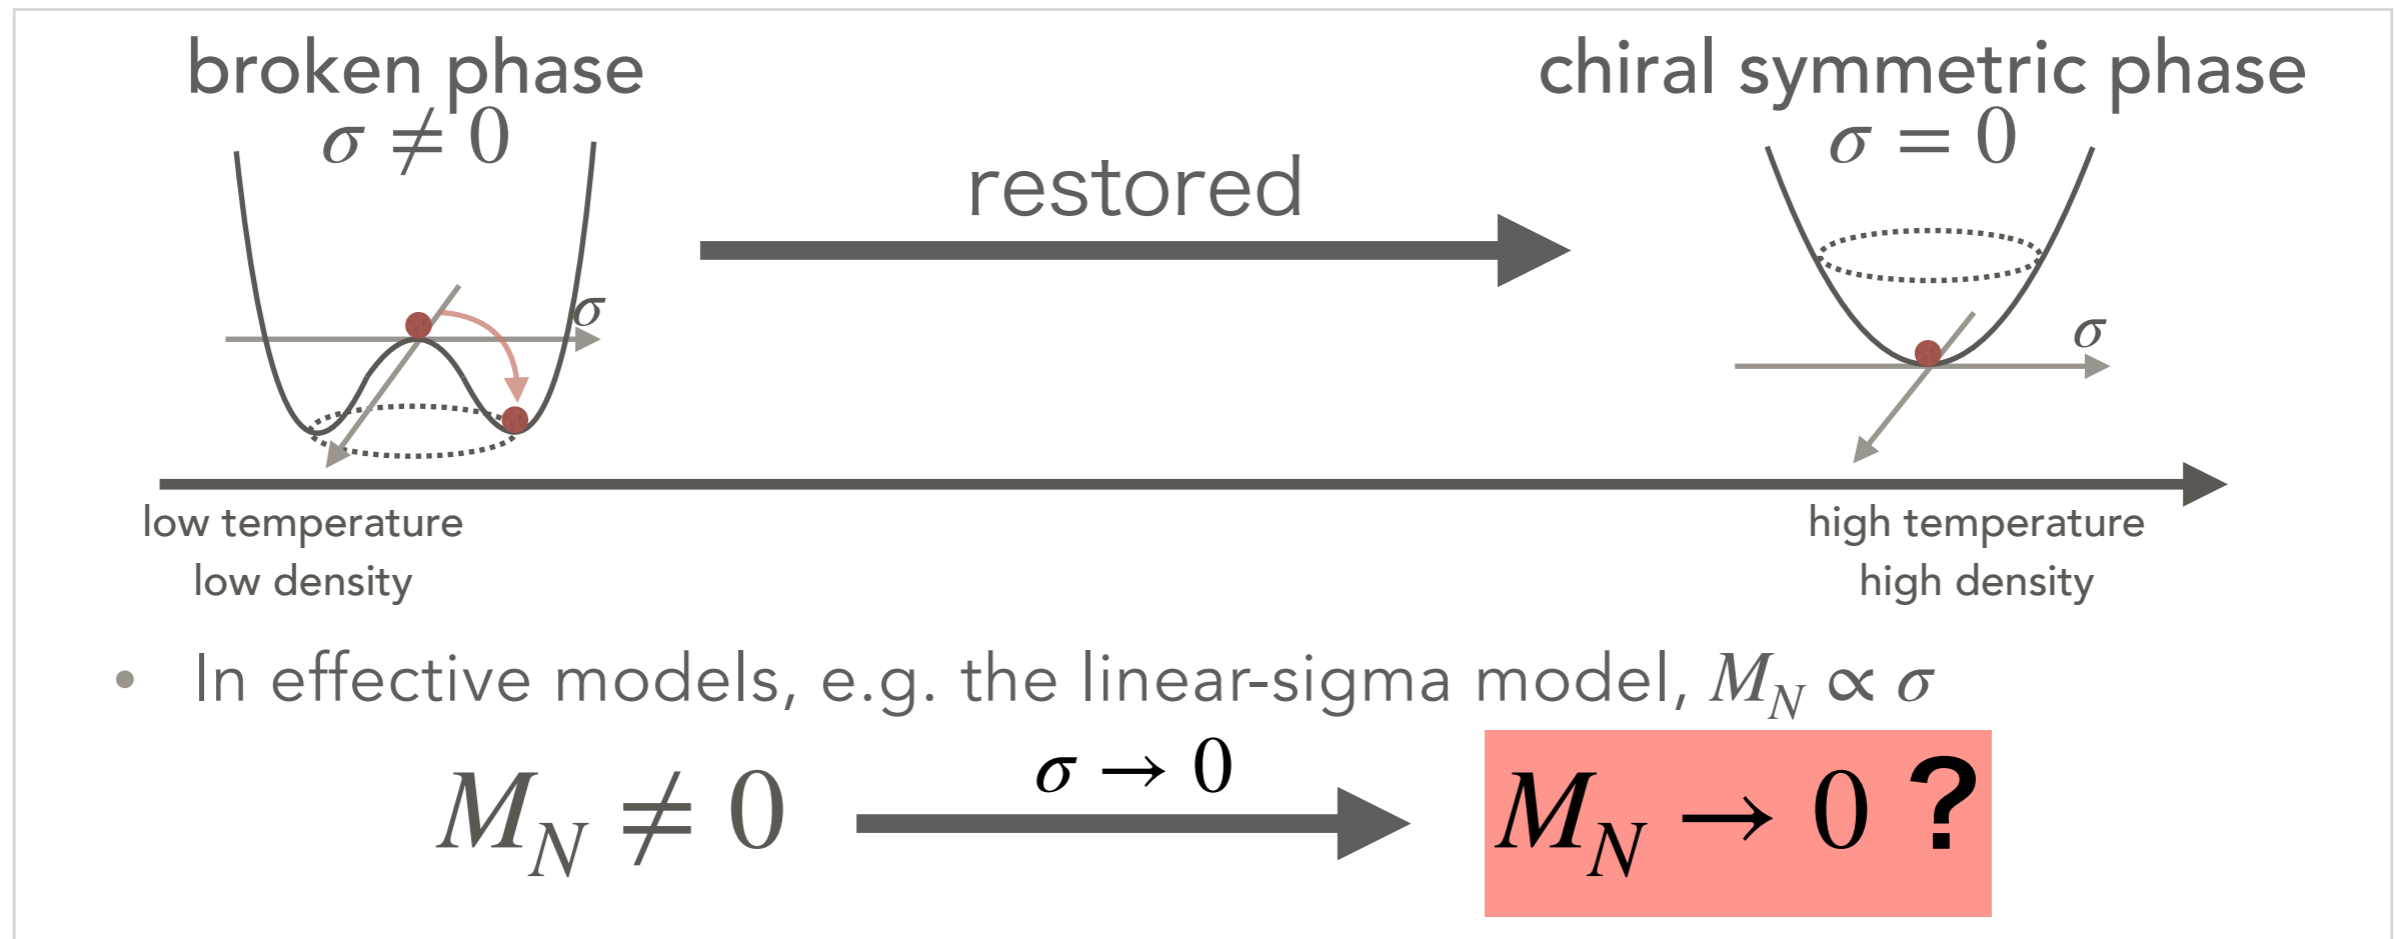 broken phase
σ ≠ 0
chiral symmetric phase
σ = 0
restored
σ
σ
low temperature
low density
high temperature
high density
• In effective models, e.g. the linear-sigma model, M_N ∝ σ
M_N ≠ 0
σ → 0
M_N → 0 ?